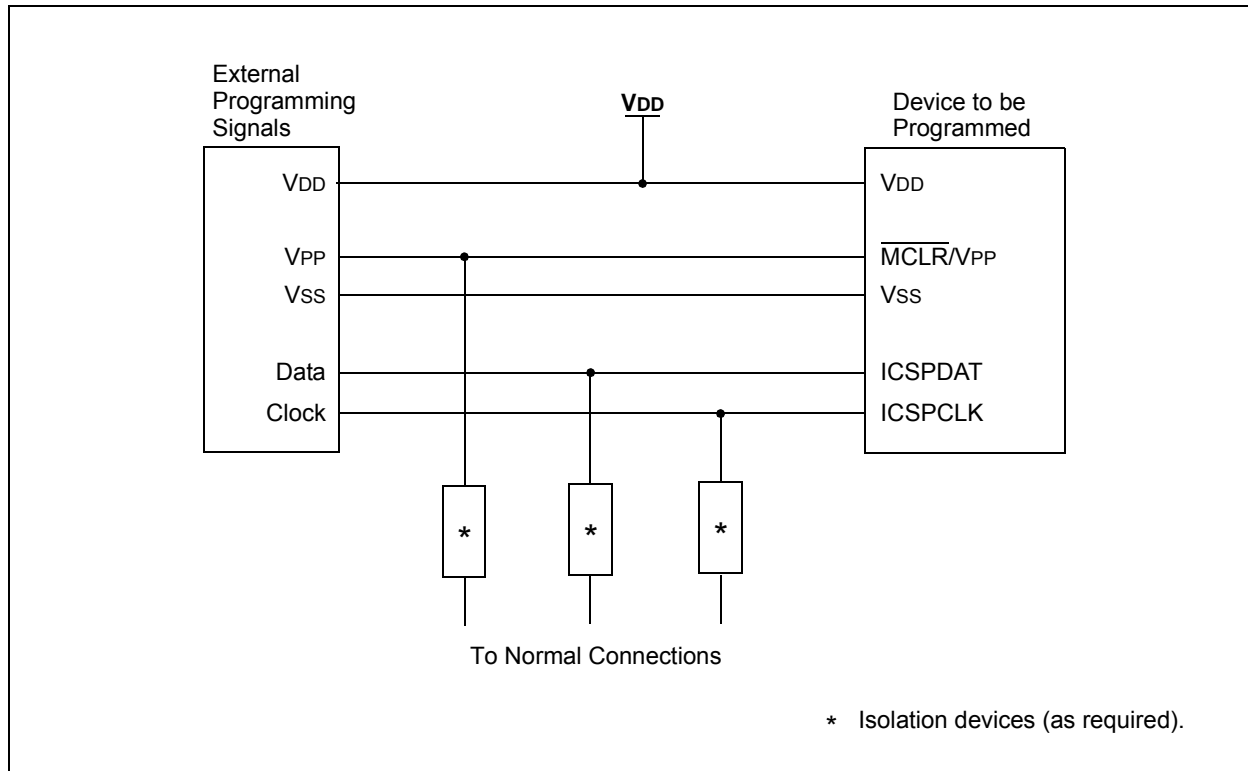 External
Programming
Signals
VDD
Device to be
Programmed
VDD
VDD
VPP
MCLR/VPP
VSS
VSS
Data
ICSPDAT
Clock
ICSPCLK
*
*
*
To Normal Connections
* Isolation devices (as required).